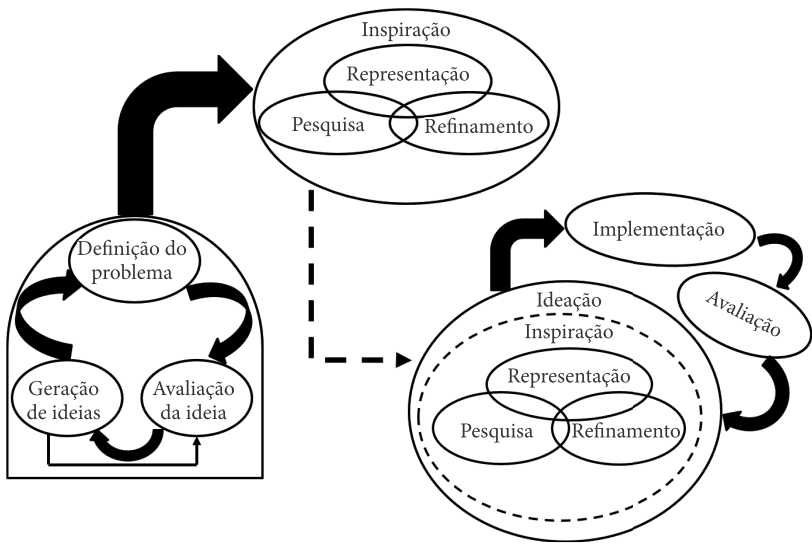 Inspiração
Representação
Pesquisa
Refinamento
Definição do
problema
Geração
de ideias
Avaliação
da ideia
Implementação
Avaliação
Ideação
Inspiração
Representação
Pesquisa
Refinamento